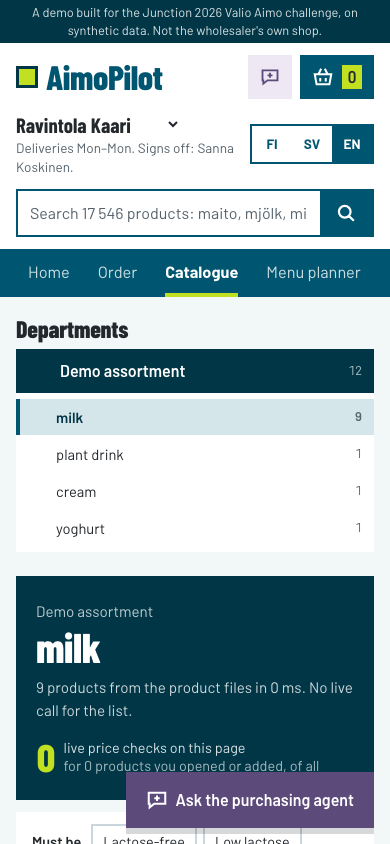 A demo built for the Junction 2026 Valio Aimo challenge, on
synthetic data. Not the wholesaler's own shop.
AimoPilot
0
Ravintola Kaari
Deliveries Mon–Mon. Signs off: Sanna
Koskinen.
FI SV EN
Search 17 546 products: maito, mjölk, mi
Home Order Catalogue Menu planner
Departments
Demo assortment 12
milk 9
plant drink 1
cream 1
yoghurt 1
Demo assortment
milk
9 products from the product files in 0 ms. No live
call for the list.
0 live price checks on this page
for 0 products you opened or added, of all
Ask the purchasing agent
Must be Lactose-free Low lactose